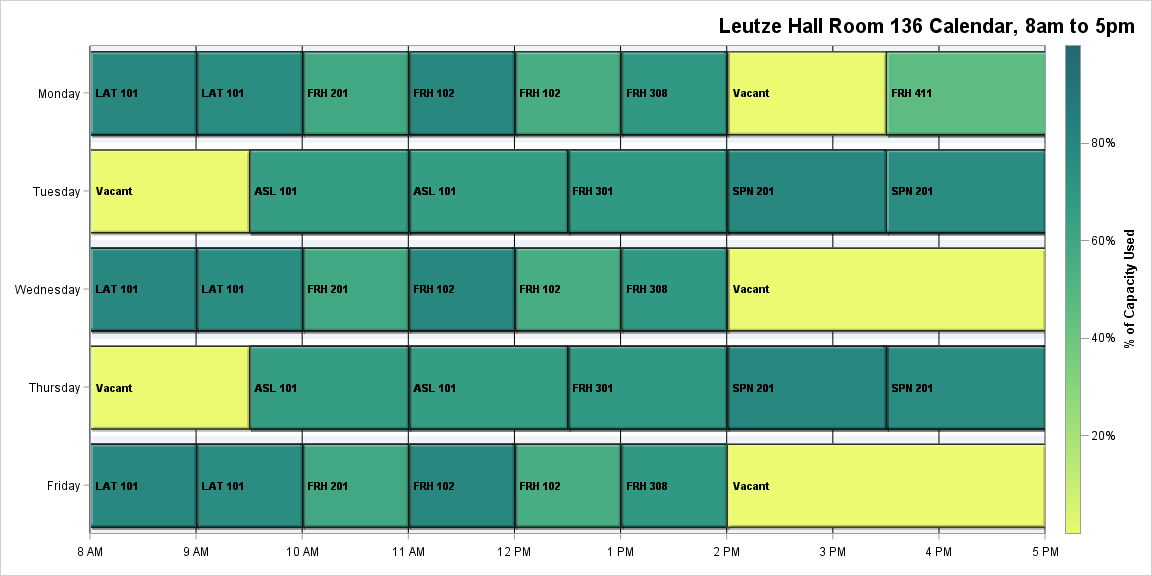 Leutze Hall Room 136 Calendar, 8am to 5pm
Monday LAT 101 LAT 101 FRH 201 FRH 102 FRH 102 FRH 308 Vacant FRH 411
Tuesday Vacant ASL 101 ASL 101 FRH 301 SPN 201 SPN 201
Wednesday LAT 101 LAT 101 FRH 201 FRH 102 FRH 102 FRH 308 Vacant
Thursday Vacant ASL 101 ASL 101 FRH 301 SPN 201 SPN 201
Friday LAT 101 LAT 101 FRH 201 FRH 102 FRH 102 FRH 308 Vacant
8 AM 9 AM 10 AM 11 AM 12 PM 1 PM 2 PM 3 PM 4 PM 5 PM
80%
60%
40%
20%
% of Capacity Used